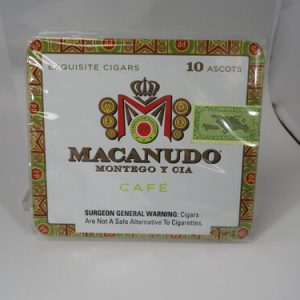 EXQUISITE CIGARS 10 ASCOTS
MACANUDO
MONTEGO Y CIA
CAFÉ
SURGEON GENERAL WARNING: Cigars
Are Not A Safe Alternative To Cigarettes.